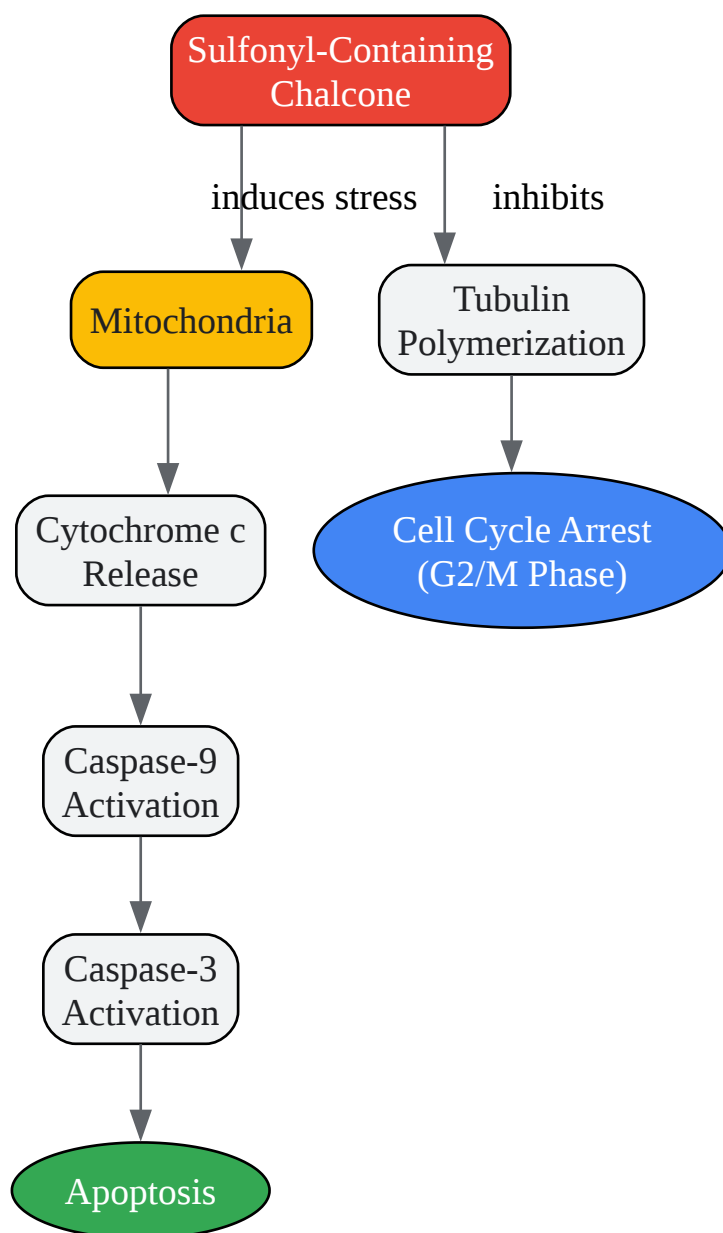 Sulfonyl-Containing
Chalcone
induces stress
inhibits
Mitochondria
Tubulin
Polymerization
Cytochrome c
Release
Cell Cycle Arrest
(G2/M Phase)
Caspase-9
Activation
Caspase-3
Activation
Apoptosis